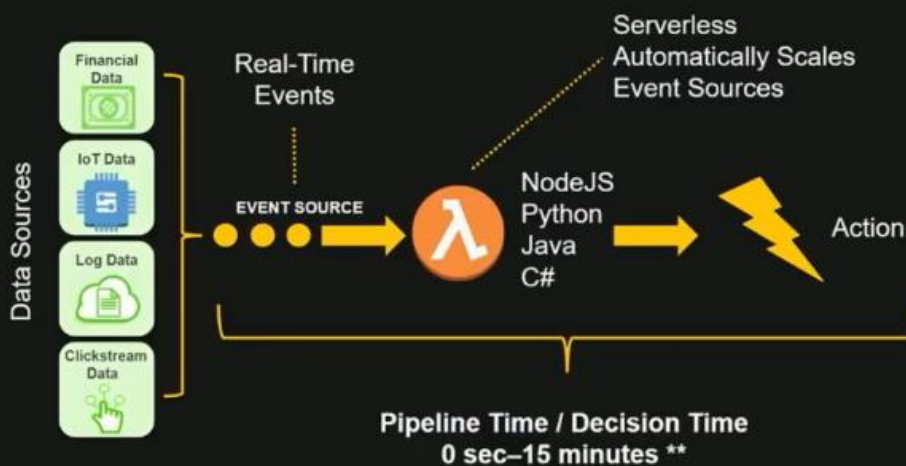 Data Sources
Financial
Data
IoT Data
Log Data
Clickstream
Data
Real-Time
Events
EVENT SOURCE
λ
Serverless
Automatically Scales
Event Sources
NodeJS
Python
Java
C#
Action
Pipeline Time / Decision Time
0 sec–15 minutes **